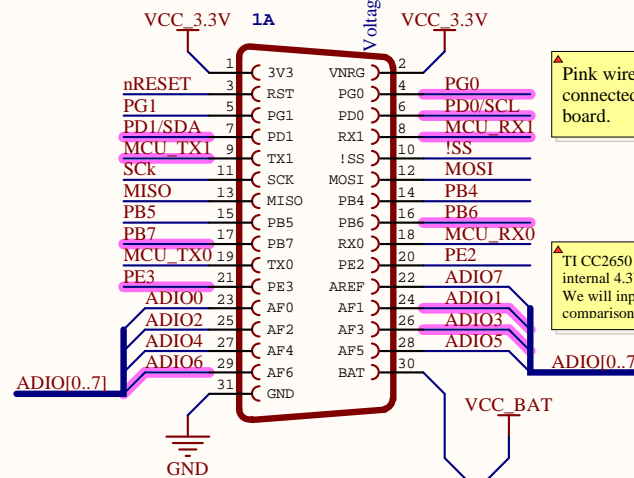 Voltag
VCC_3.3V 1A VCC_3.3V
1 3V3 VNRG 2
nRESET 3 RST PG0 4 PG0
PG1 5 PG1 PD0 6 PD0/SCL
PD1/SDA 7 PD1 RX1 8 MCU_RX1
MCU_TX1 9 TX1 !SS 10 !SS
SCk 11 SCK MOSI 12 MOSI
MISO 13 MISO PB4 14 PB4
PB5 15 PB5 PB6 16 PB6
PB7 17 PB7 RX0 18 MCU_RX0
MCU_TX0 19 TX0 PE2 20 PE2
PE3 21 PE3 AREF 22 ADIO7
ADIO0 23 AF0 AF1 24 ADIO1
ADIO2 25 AF2 AF3 26 ADIO3
ADIO4 27 AF4 AF5 28 ADIO5
ADIO6 29 AF6 BAT 30
31 GND
ADIO[0..7]
ADIO[0..7
GND
VCC_BAT
Pink wire
connected
board.
TI CC2650
internal 4.3
We will inp
comparison